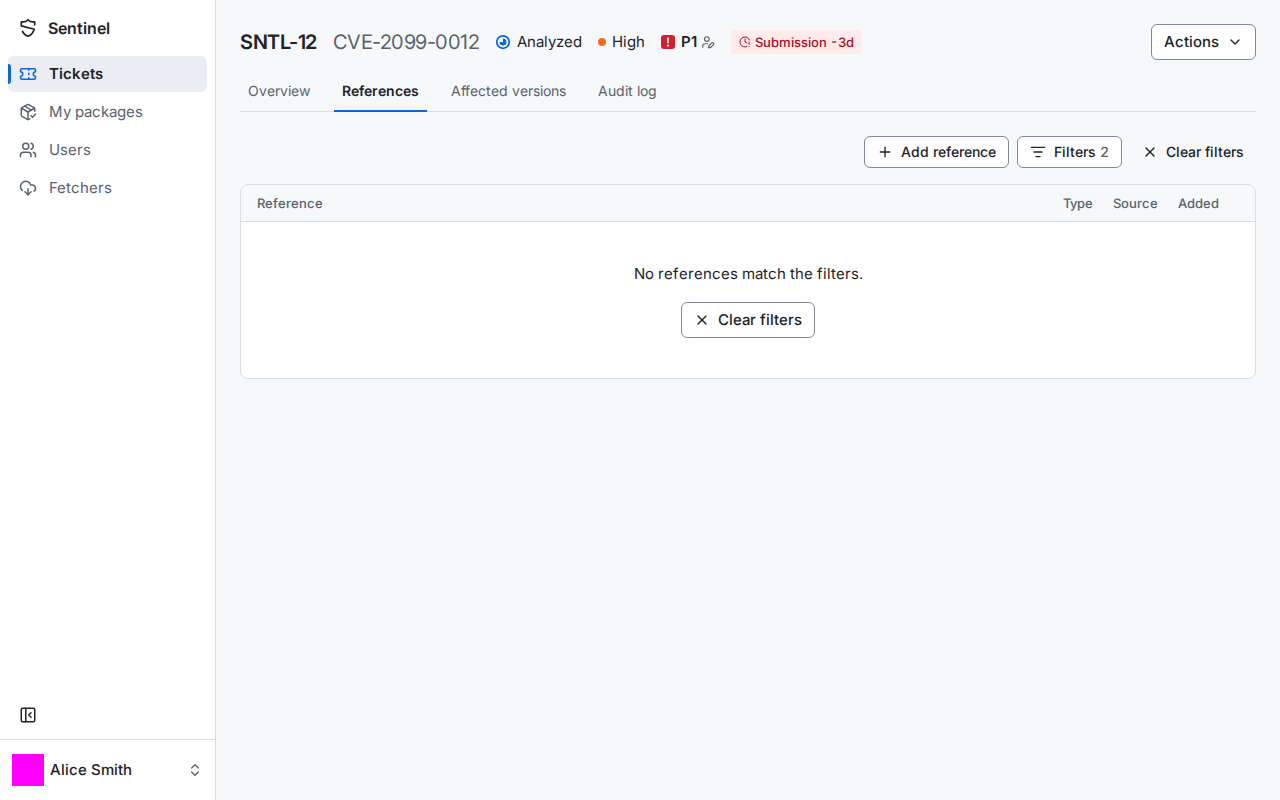 Sentinel
Tickets
My packages
Users
Fetchers
Alice Smith
SNTL-12 CVE-2099-0012 Analyzed High P1 Submission -3d Actions
Overview References Affected versions Audit log
Add reference Filters 2 Clear filters
Reference Type Source Added
No references match the filters.
Clear filters